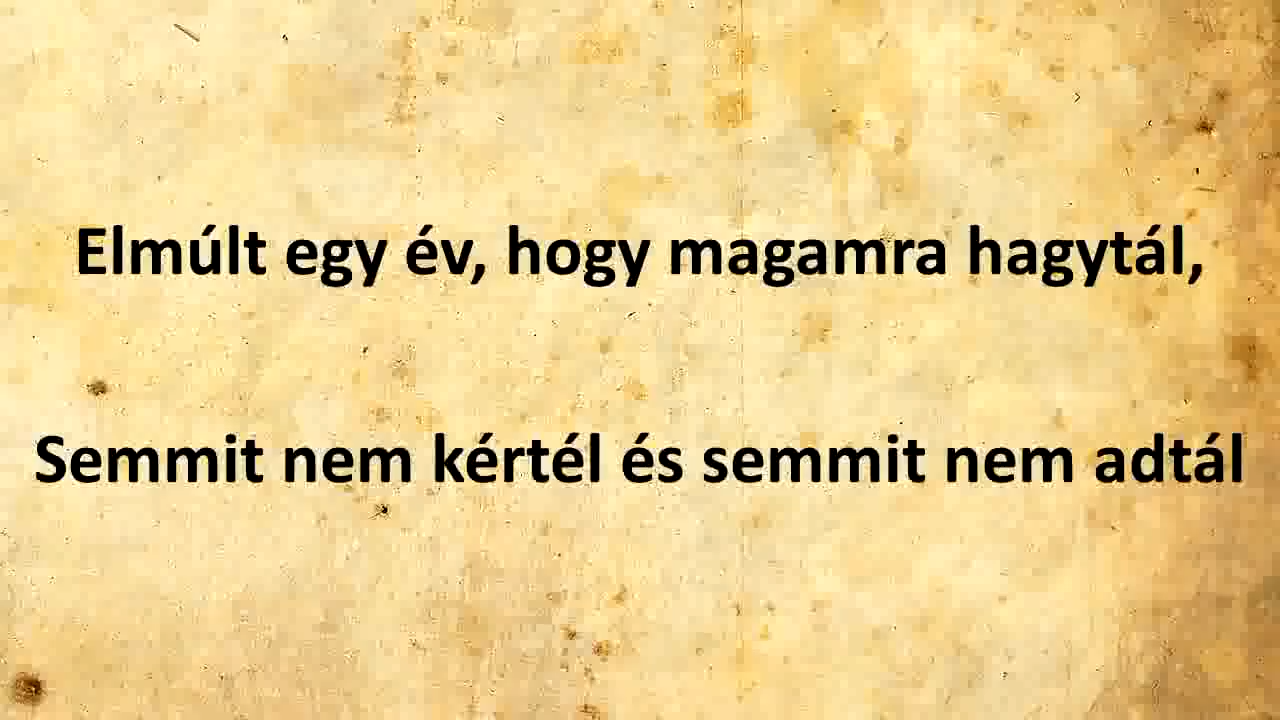 Elmúlt egy év, hogy magamra hagytál,
Semmit nem kértél és semmit nem adtál